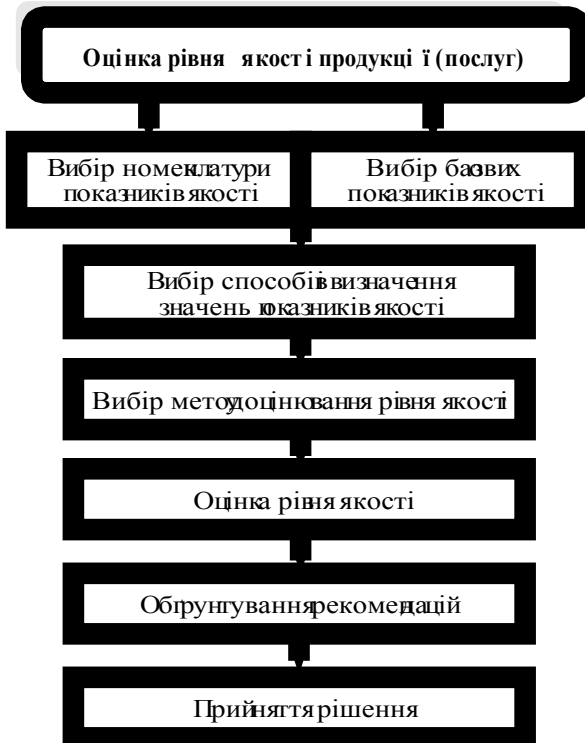 Оцінка рівня якості продукції (послуг)
Вибір номенклатури
показників якості
Вибір базвих
показників якості
Вибір способів визначення
значень показників якості
Вибір методу оцінювання рівня якості
Оцінка рівня якості
Обґрунтування рекомендацій
Прийняття рішення